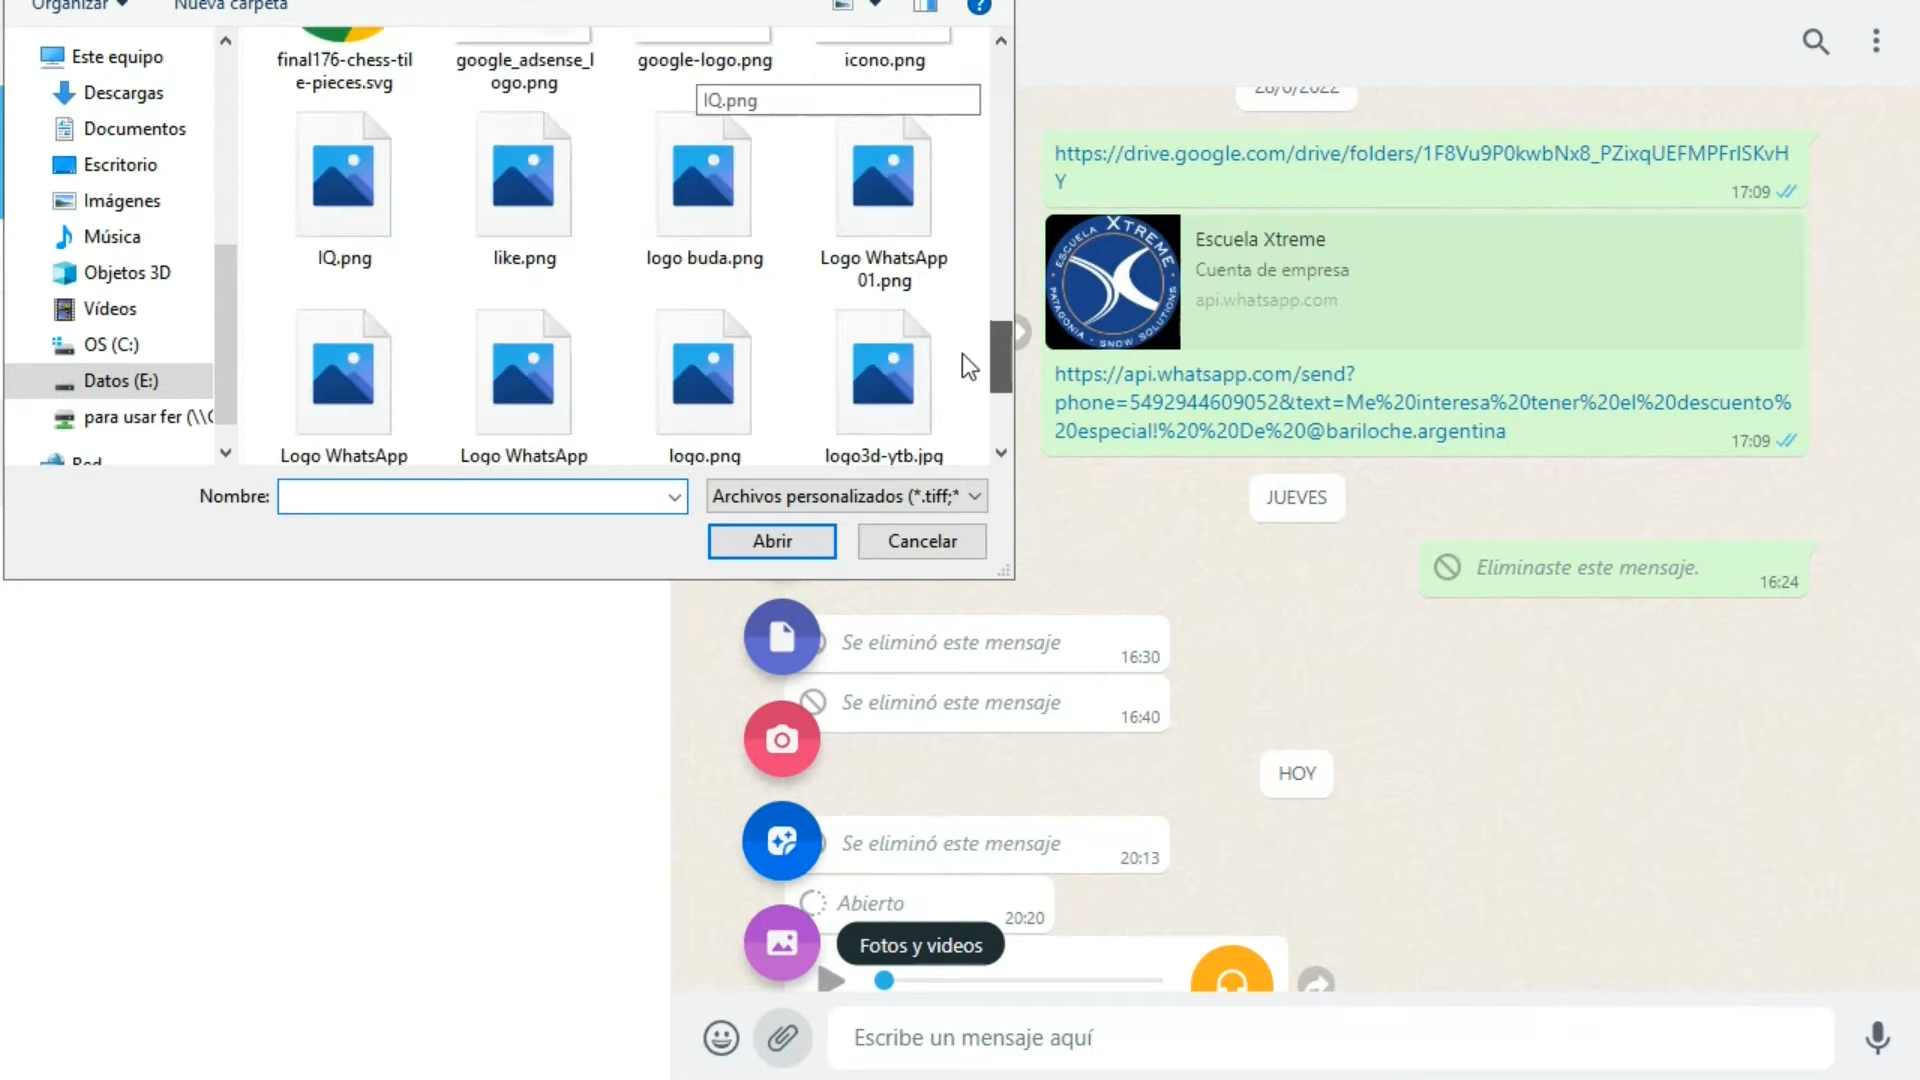 Organizar
Nueva carpeta
Este equipo
Descargas
Documentos
Escritorio
Imágenes
Música
Objetos 3D
Vídeos
OS (C:)
Datos (E:)
para usar fer (\\
Red
final176-chess-til
e-pieces.svg
google_adsense_l
ogo.png
google-logo.png
icono.png
IQ.png
IQ.png
like.png
logo buda.png
Logo WhatsApp
01.png
Logo WhatsApp
Logo WhatsApp
logo.png
logo3d-ytb.jpg
Nombre:
Archivos personalizados (*.tiff;*
Abrir
Cancelar
28/6/2022
https://drive.google.com/drive/folders/1F8Vu9P0kwbNx8_PZixqUEFMPFrISKvH
Y
17:09
ESCUELA XTREME
PATAGONIA - SNOW SOLUTIONS
Escuela Xtreme
Cuenta de empresa
api.whatsapp.com
https://api.whatsapp.com/send?
phone=5492944609052&text=Me%20interesa%20tener%20el%20descuento%
20especial!%20%20De%20@bariloche.argentina
17:09
JUEVES
Eliminaste este mensaje.
16:24
Se eliminó este mensaje
16:30
Se eliminó este mensaje
16:40
HOY
Se eliminó este mensaje
20:13
Abierto
20:20
Fotos y videos
Escribe un mensaje aquí